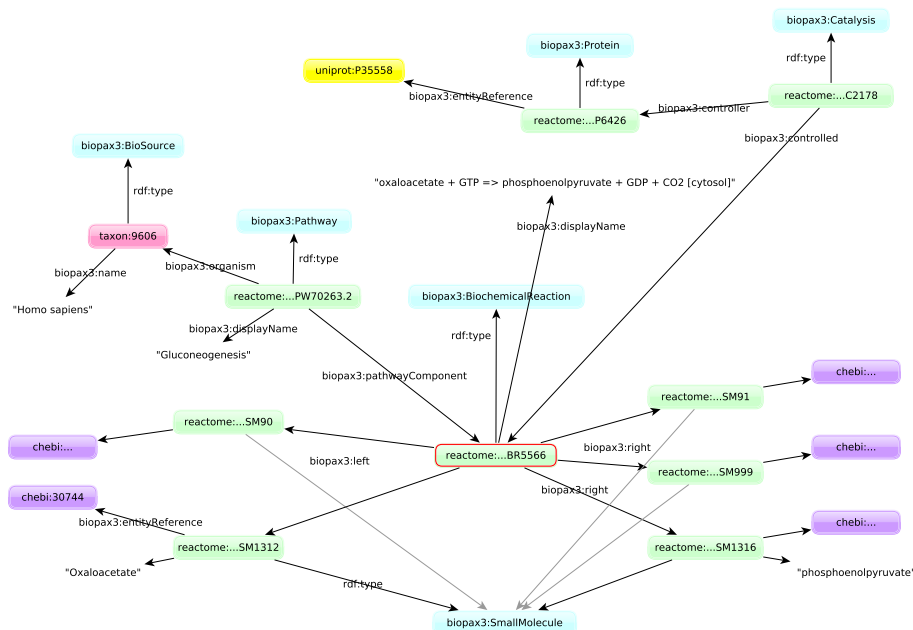 biopax3:Catalysis
biopax3:Protein
rdf:type
uniprot:P35558
rdf:type
biopax3:entityReference
reactome:...C2178
biopax3:controller
reactome:...P6426
biopax3:controlled
biopax3:BioSource
"oxaloacetate + GTP => phosphoenolpyruvate + GDP + CO2 [cytosol]"
rdf:type
biopax3:Pathway
biopax3:displayName
taxon:9606
rdf:type
biopax3:organism
biopax3:name
reactome:...PW70263.2
biopax3:BiochemicalReaction
"Homo sapiens"
biopax3:displayName
rdf:type
"Gluconeogenesis"
biopax3:pathwayComponent
chebi:...
reactome:...SM91
reactome:...SM90
chebi:...
biopax3:right
chebi:...
reactome:...BR5566
biopax3:left
reactome:...SM999
biopax3:right
chebi:30744
biopax3:entityReference
chebi:...
reactome:...SM1312
reactome:...SM1316
"Oxaloacetate"
"phosphoenolpyruvate"
rdf:type
biopax3:SmallMolecule